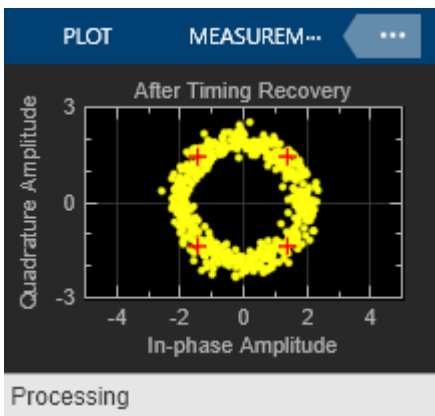 PLOT MEASUREM... ...
After Timing Recovery
Quadrature Amplitude
3
0
-3
-4 -2 0 2 4
In-phase Amplitude
Processing